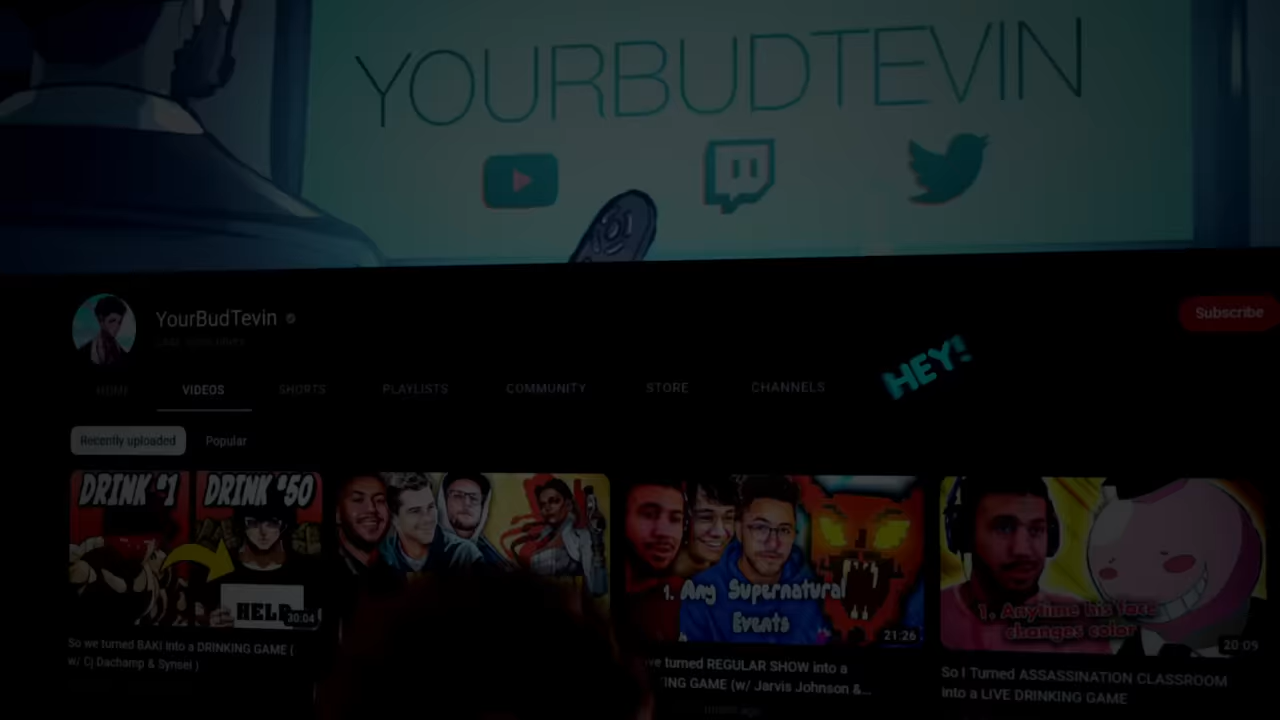 YOURBUDTEVIN
YourBudTevin
Subscribe
HEY!
HOME
VIDEOS
SHORTS
PLAYLISTS
COMMUNITY
STORE
CHANNELS
Recently uploaded
Popular
DRINK #1
DRINK #50
HELP
30:04
So we turned BAKI into a DRINKING GAME (
w/ Cj Dachamp & Synsei )
1. Any Supernatural
Events
21:26
we turned REGULAR SHOW into a
KING GAME (w/ Jarvis Johnson &...
1. Anytime his face
changes color
20:09
So I Turned ASSASSINATION CLASSROOM
into a LIVE DRINKING GAME